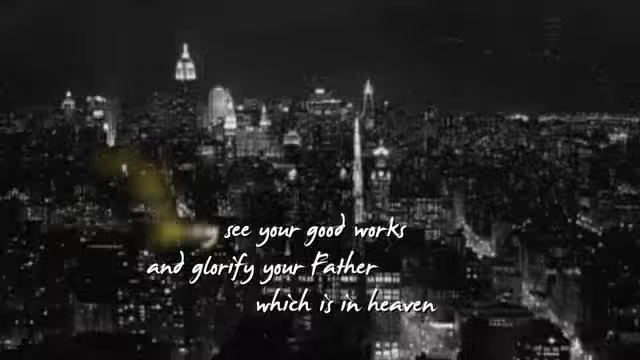 see your good works
and glorify your Father
which is in heaven